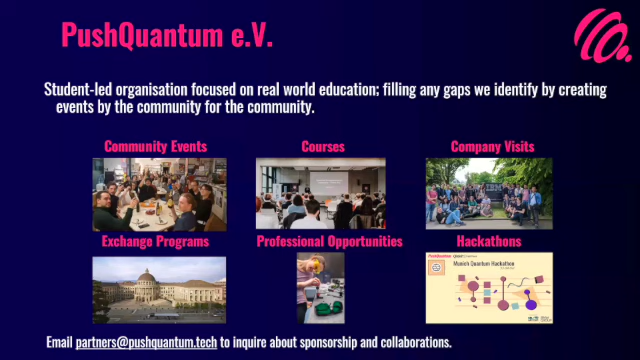 PushQuantum e.V.
Student-led organisation focused on real world education; filling any gaps we identify by creating
events by the community for the community.
Community Events
Courses
Company Visits
IBM
Exchange Programs
Professional Opportunities
Hackathons
PushQuantum
Munich Quantum Hackathon
Email partners@pushquantum.tech to inquire about sponsorship and collaborations.